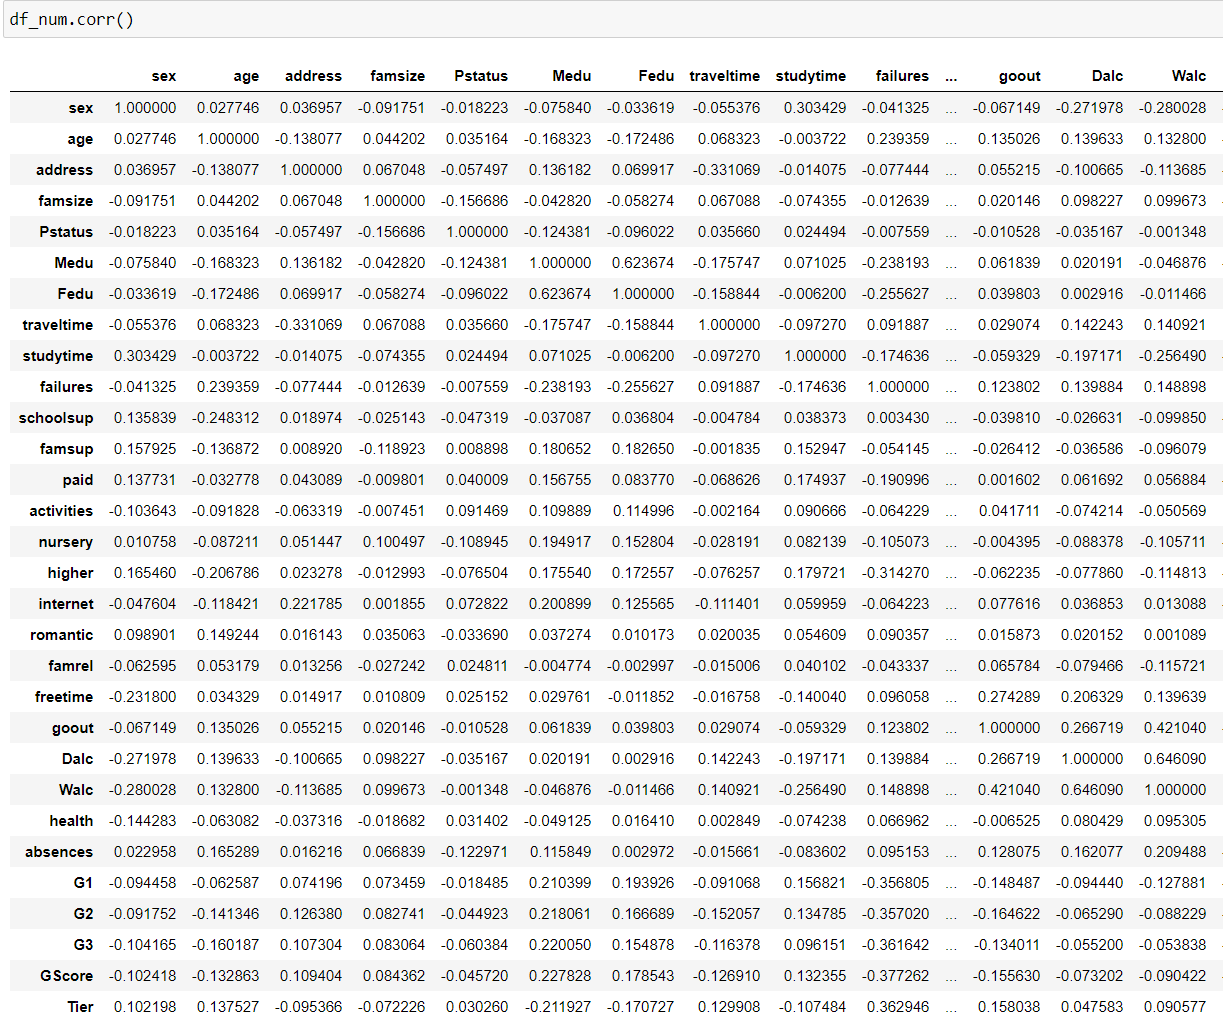 df_num.corr()
sex age address famsize Pstatus Medu Fedu traveltime studytime failures ... goout Dalc Walc
sex 1.000000 0.027746 0.036957 -0.091751 -0.018223 -0.075840 -0.033619 -0.055376 0.303429 -0.041325 ... -0.067149 -0.271978 -0.280028
age 0.027746 1.000000 -0.138077 0.044202 0.035164 -0.168323 -0.172486 0.068323 -0.003722 0.239359 ... 0.135026 0.139633 0.132800
address 0.036957 -0.138077 1.000000 0.067048 -0.057497 0.136182 0.069917 -0.331069 -0.014075 -0.077444 ... 0.055215 -0.100665 -0.113685
famsize -0.091751 0.044202 0.067048 1.000000 -0.156686 -0.042820 -0.058274 0.067088 -0.074355 -0.012639 ... 0.020146 0.098227 0.099673
Pstatus -0.018223 0.035164 -0.057497 -0.156686 1.000000 -0.124381 -0.096022 0.035660 0.024494 -0.007559 ... -0.010528 -0.035167 -0.001348
Medu -0.075840 -0.168323 0.136182 -0.042820 -0.124381 1.000000 0.623674 -0.175747 0.071025 -0.238193 ... 0.061839 0.020191 -0.046876
Fedu -0.033619 -0.172486 0.069917 -0.058274 -0.096022 0.623674 1.000000 -0.158844 -0.006200 -0.255627 ... 0.039803 0.002916 -0.011466
traveltime -0.055376 0.068323 -0.331069 0.067088 0.035660 -0.175747 -0.158844 1.000000 -0.097270 0.091887 ... 0.029074 0.142243 0.140921
studytime 0.303429 -0.003722 -0.014075 -0.074355 0.024494 0.071025 -0.006200 -0.097270 1.000000 -0.174636 ... -0.059329 -0.197171 -0.256490
failures -0.041325 0.239359 -0.077444 -0.012639 -0.007559 -0.238193 -0.255627 0.091887 -0.174636 1.000000 ... 0.123802 0.139884 0.148898
schoolsup 0.135839 -0.248312 0.018974 -0.025143 -0.047319 -0.037087 0.036804 -0.004784 0.038373 0.003430 ... -0.039810 -0.026631 -0.099850
famsup 0.157925 -0.136872 0.008920 -0.118923 0.008898 0.180652 0.182650 -0.001835 0.152947 -0.054145 ... -0.026412 -0.036586 -0.096079
paid 0.137731 -0.032778 0.043089 -0.009801 0.040009 0.156755 0.083770 -0.068626 0.174937 -0.190996 ... 0.001602 0.061692 0.056884
activities -0.103643 -0.091828 -0.063319 -0.007451 0.091469 0.109889 0.114996 -0.002164 0.090666 -0.064229 ... 0.041711 -0.074214 -0.050569
nursery 0.010758 -0.087211 0.051447 0.100497 -0.108945 0.194917 0.152804 -0.028191 0.082139 -0.105073 ... -0.004395 -0.088378 -0.105711
higher 0.165460 -0.206786 0.023278 -0.012993 -0.076504 0.175540 0.172557 -0.076257 0.179721 -0.314270 ... -0.062235 -0.077860 -0.114813
internet -0.047604 -0.118421 0.221785 0.001855 0.072822 0.200899 0.125565 -0.111401 0.059959 -0.064223 ... 0.077616 0.036853 0.013088
romantic 0.098901 0.149244 0.016143 0.035063 -0.033690 0.037274 0.010173 0.020035 0.054609 0.090357 ... 0.015873 0.020152 0.001089
famrel -0.062595 0.053179 0.013256 -0.027242 0.024811 -0.004774 -0.002997 -0.015006 0.040102 -0.043337 ... 0.065784 -0.079466 -0.115721
freetime -0.231800 0.034329 0.014917 0.010809 0.025152 0.029761 -0.011852 -0.016758 -0.140040 0.096058 ... 0.274289 0.206329 0.139639
goout -0.067149 0.135026 0.055215 0.020146 -0.010528 0.061839 0.039803 0.029074 -0.059329 0.123802 ... 1.000000 0.266719 0.421040
Dalc -0.271978 0.139633 -0.100665 0.098227 -0.035167 0.020191 0.002916 0.142243 -0.197171 0.139884 ... 0.266719 1.000000 0.646090
Walc -0.280028 0.132800 -0.113685 0.099673 -0.001348 -0.046876 -0.011466 0.140921 -0.256490 0.148898 ... 0.421040 0.646090 1.000000
health -0.144283 -0.063082 -0.037316 -0.018682 0.031402 -0.049125 0.016410 0.002849 -0.074238 0.066962 ... -0.006525 0.080429 0.095305
absences 0.022958 0.165289 0.016216 0.066839 -0.122971 0.115849 0.002972 -0.015661 -0.083602 0.095153 ... 0.128075 0.162077 0.209488
G1 -0.094458 -0.062587 0.074196 0.073459 -0.018485 0.210399 0.193926 -0.091068 0.156821 -0.356805 ... -0.148487 -0.094440 -0.127881
G2 -0.091752 -0.141346 0.126380 0.082741 -0.044923 0.218061 0.166689 -0.152057 0.134785 -0.357020 ... -0.164622 -0.065290 -0.088229
G3 -0.104165 -0.160187 0.107304 0.083064 -0.060384 0.220050 0.154878 -0.116378 0.096151 -0.361642 ... -0.134011 -0.055200 -0.053838
GScore -0.102418 -0.132863 0.109404 0.084362 -0.045720 0.227828 0.178543 -0.126910 0.132355 -0.377262 ... -0.155630 -0.073202 -0.090422
Tier 0.102198 0.137527 -0.095366 -0.072226 0.030260 -0.211927 -0.170727 0.129908 -0.107484 0.362946 ... 0.158038 0.047583 0.090577